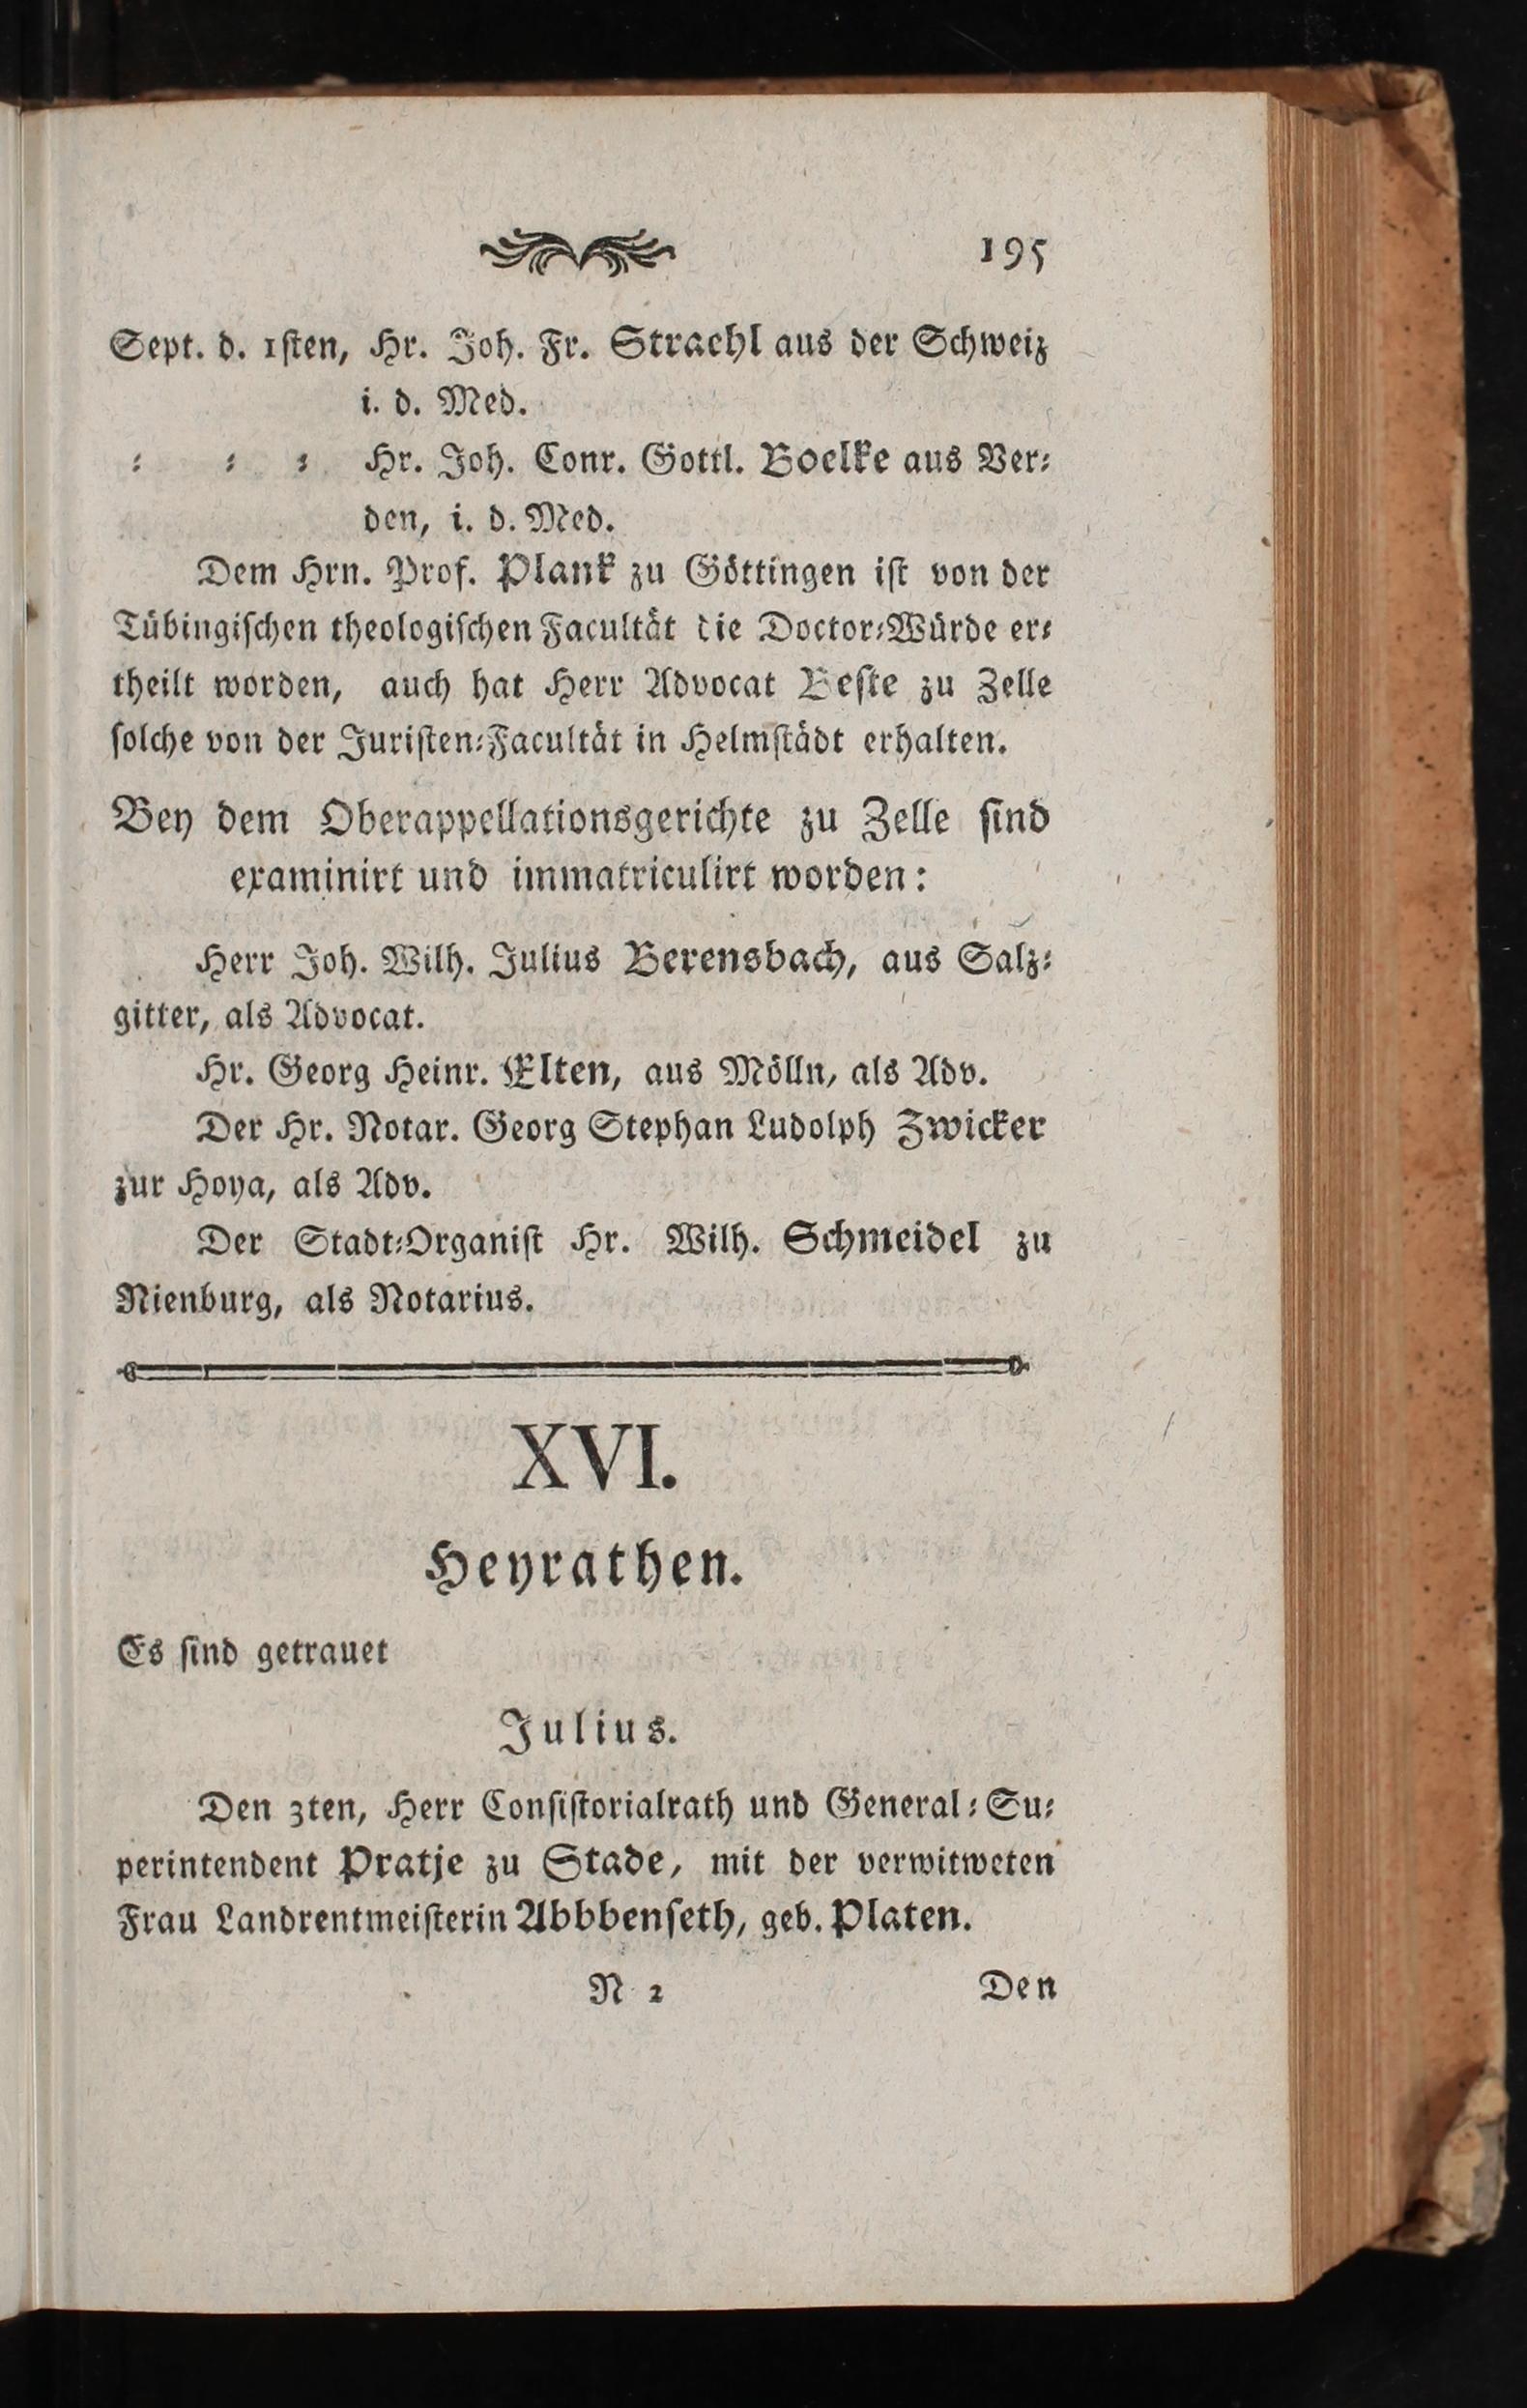 195
Sept. d. 1sten, Hr. Joh. Fr. Straehl aus der Schweiz
i. d. Med.
⸗ ⸗ ⸗ Hr. Joh. Conr. Gottl. Boelke aus Ver⸗
den, i. d. Med.
Dem Hrn. Prof. Plank zu Göttingen iſt von der
Tübingiſchen theologiſchen Facultät die Doctor⸗Würde er⸗
theilt worden, auch hat Herr Advocat Beſte zu Zelle
ſolche von der Juriſten⸗Facultät in Helmſtädt erhalten.
Bey dem Oberappellationsgerichte zu Zelle ſind
examinirt und immatriculirt worden:
Herr Joh. Wilh. Julius Berensbach, aus Salz⸗
gitter, als Advocat.
Hr. Georg Heinr. Elten, aus Mölln, als Adv.
Der Hr. Notar. Georg Stephan Ludolph Zwicker
zur Hoya, als Adv.
Der Stadt⸗Organiſt Hr. Wilh. Schmeidel zu
Nienburg, als Notarius.
XVI.
Heyrathen.
Es ſind getrauet
Julius.
Den 3ten, Herr Conſiſtorialrath und General⸗Su⸗
perintendent Pratje zu Stade, mit der verwitweten
Frau Landrentmeiſterin Abbbenſeth, geb. Platen.
N 2 Den